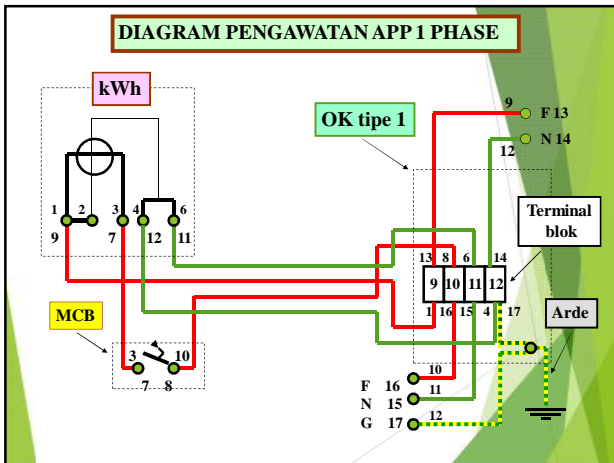 DIAGRAM PENGAWATAN APP 1 PHASE
kWh
9 F 13
OK tipe 1
12 N 14
1 2 3 4 6
9 7 12 11
Terminal
blok
13 8 6 14
9 10 11 12
1 16 15 4 17
MCB
Arde
3 10
7 8
10
F 16
11
N 15
12
G 17